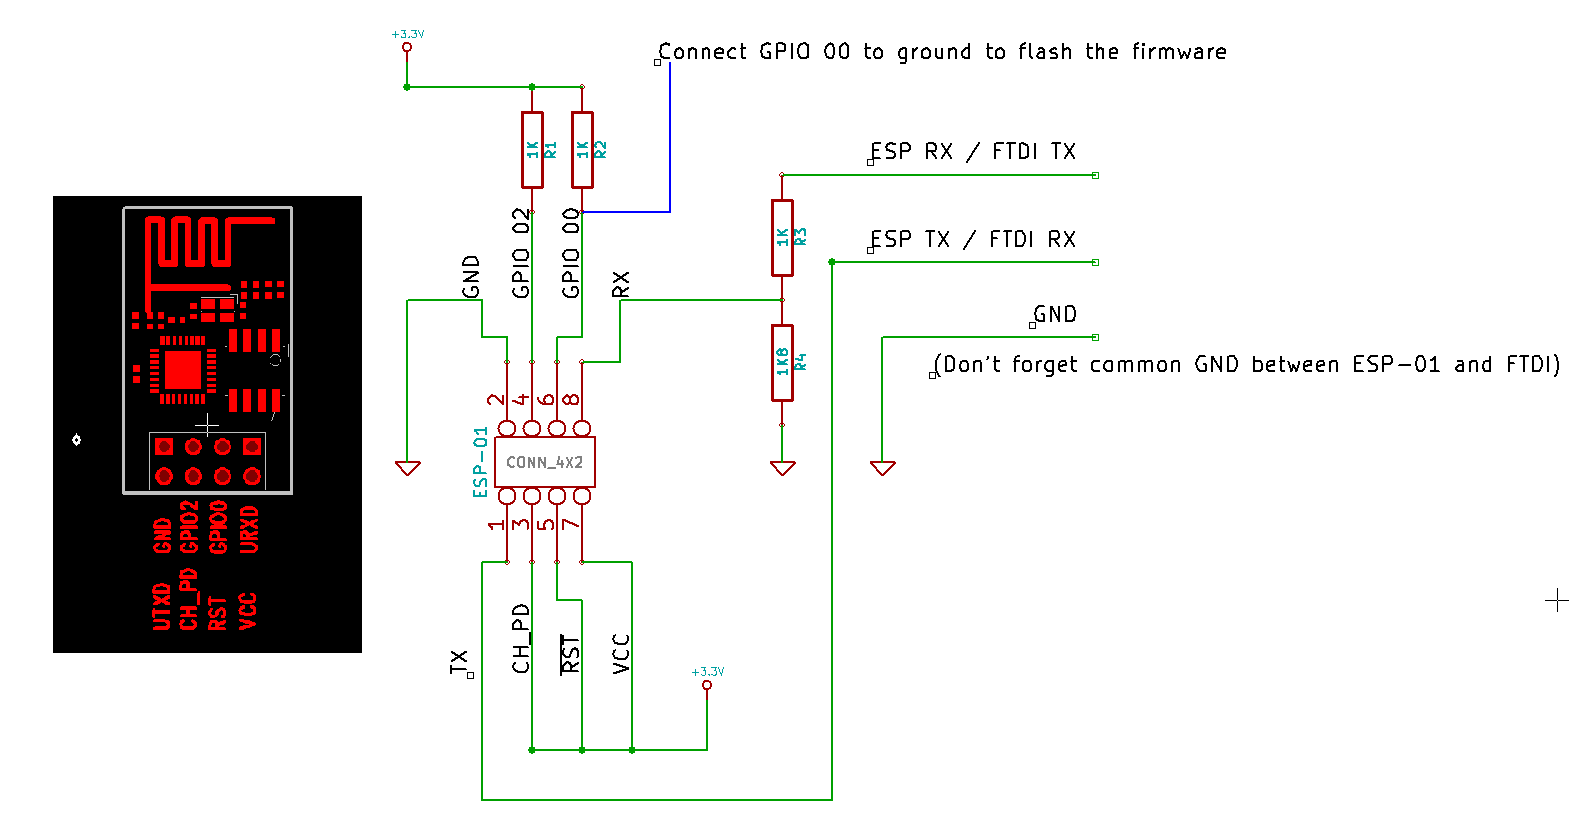 +3.3V
Connect GPIO 00 to ground to flash the firmware
1K
R1
1K
R2
ESP RX / FTDI TX
GPIO 02
GPIO 00
1K
R3
ESP TX / FTDI RX
GND
RX
GND
1K8
R4
(Don't forget common GND between ESP-01 and FTDI)
2
4
6
8
ESP-01
CONN_4X2
1
3
5
7
GND
GPIO2
GPIO0
URXD
UTXD
CH_PD
RST
VCC
TX
CH_PD
RST
VCC
+3.3V